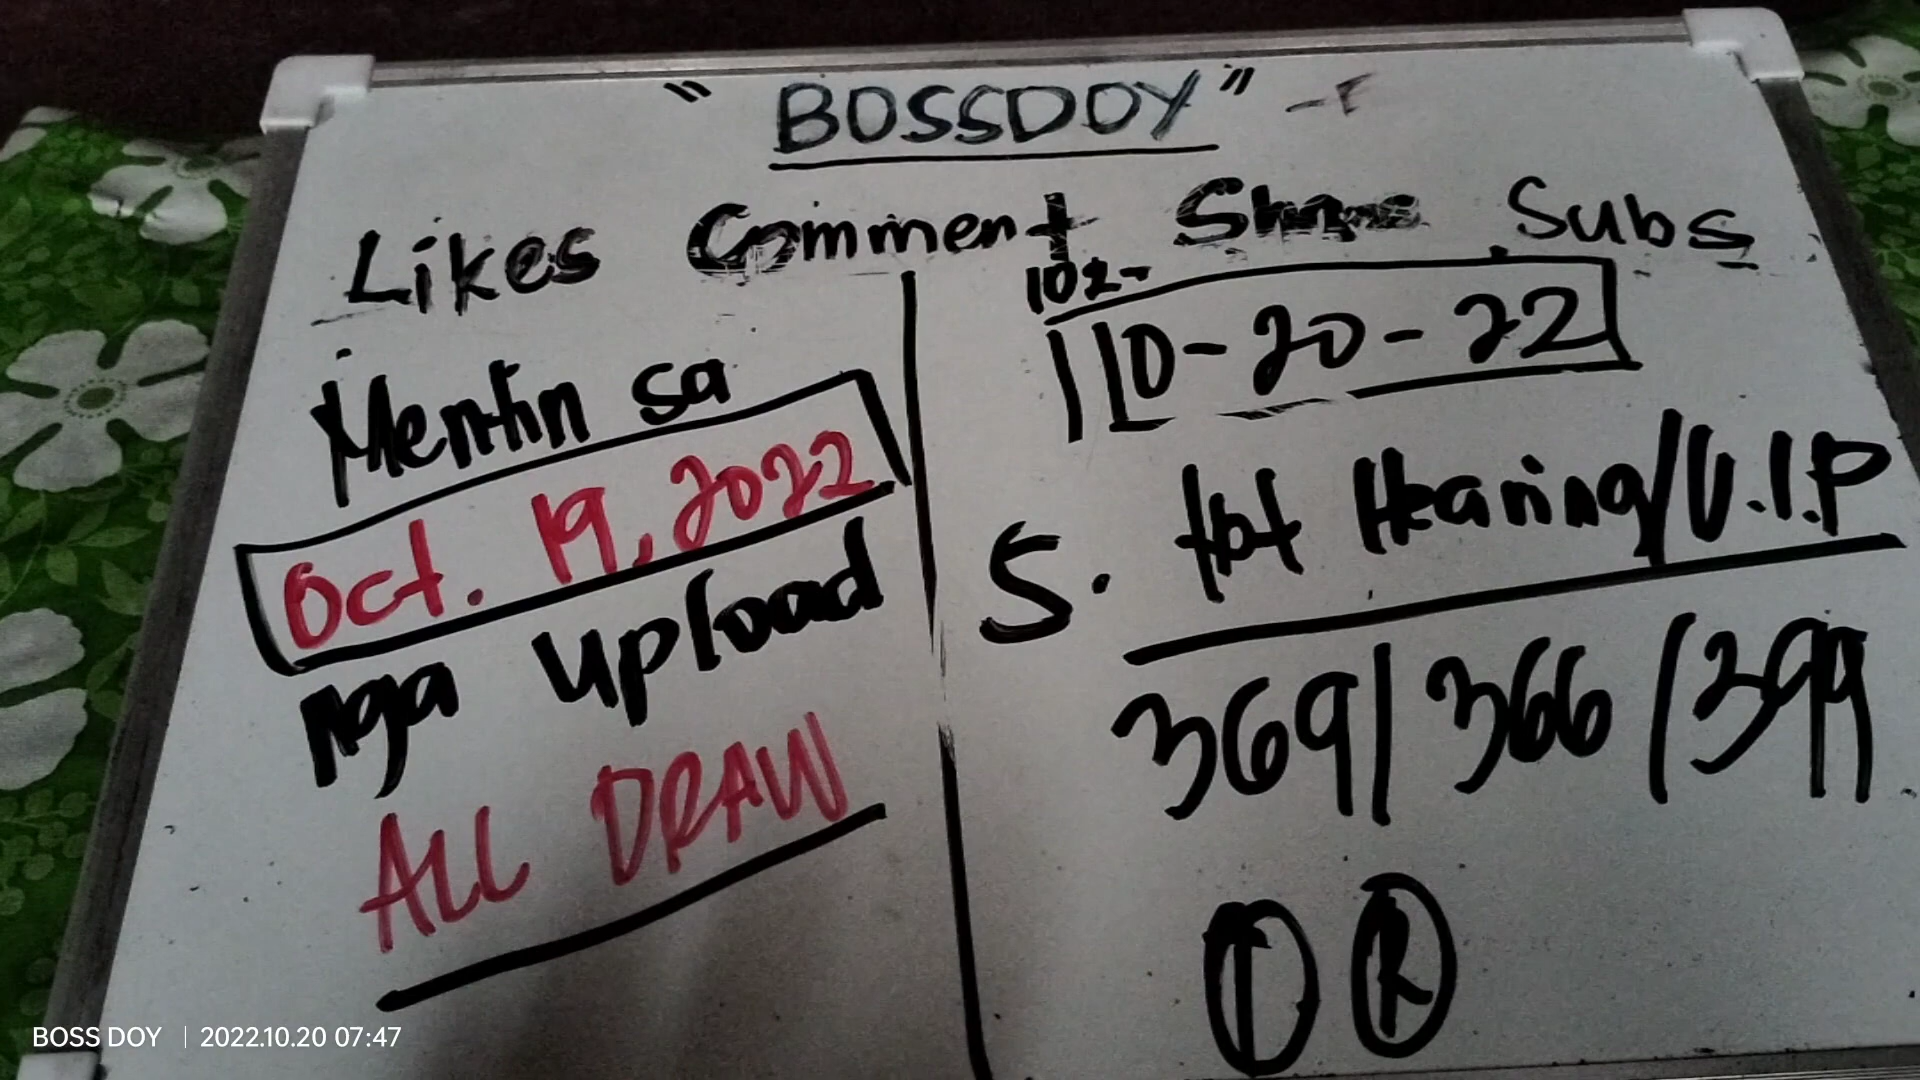 "BOSSDOY"
Likes Comment Share Subs
Mentin sa
Oct. 19, 2022
nga upload
ALL DRAW
10-20-22
S. Hot Hearing/V.I.P
369/366/399
T R
BOSS DOY | 2022.10.20 07:47